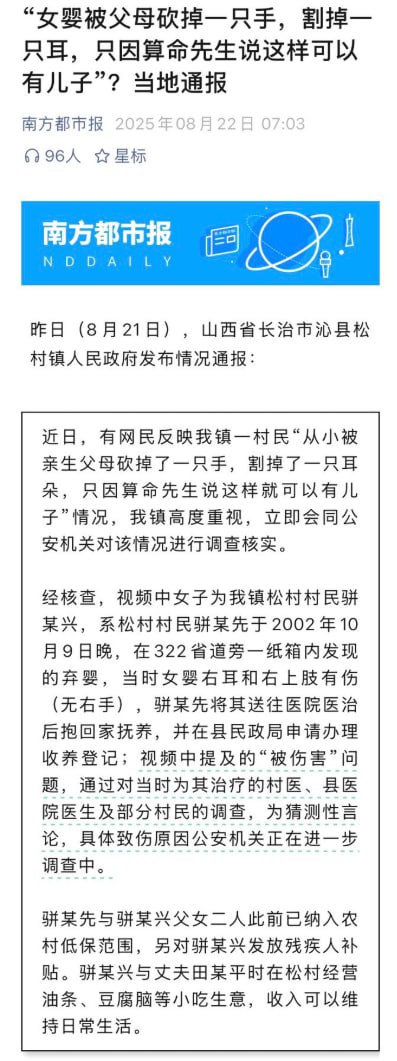 “女婴被父母砍掉一只手，割掉一
只耳，只因算命先生说这样可以
有儿子”？当地通报
南方都市报 2025年08月22日 07:03
96人 星标
南方都市报
NDDAILY
昨日（8月21日），山西省长治市沁县松
村镇人民政府发布情况通报：
近日，有网民反映我镇一村民“从小被
亲生父母砍掉了一只手，割掉了一只耳
朵，只因算命先生说这样就可以有儿
子”情况，我镇高度重视，立即会同公
安机关对该情况进行调查核实。
经核查，视频中女子为我镇松村村民骈
某兴，系松村村民骈某先于2002年10
月9日晚，在322省道旁一纸箱内发现
的弃婴，当时女婴右耳和右上肢有伤
（无右手），骈某先将其送往医院医治
后抱回家抚养，并在县民政局申请办理
收养登记；视频中提及的“被伤害”问
题，通过对当时为其治疗的村医、县医
院医生及部分村民的调查，为猜测性言
论，具体致伤原因公安机关正在进一步
调查中。
骈某先与骈某兴父女二人此前已纳入农
村低保范围，另对骈某兴发放残疾人补
贴。骈某兴与丈夫田某平时在松村经营
油条、豆腐脑等小吃生意，收入可以维
持日常生活。